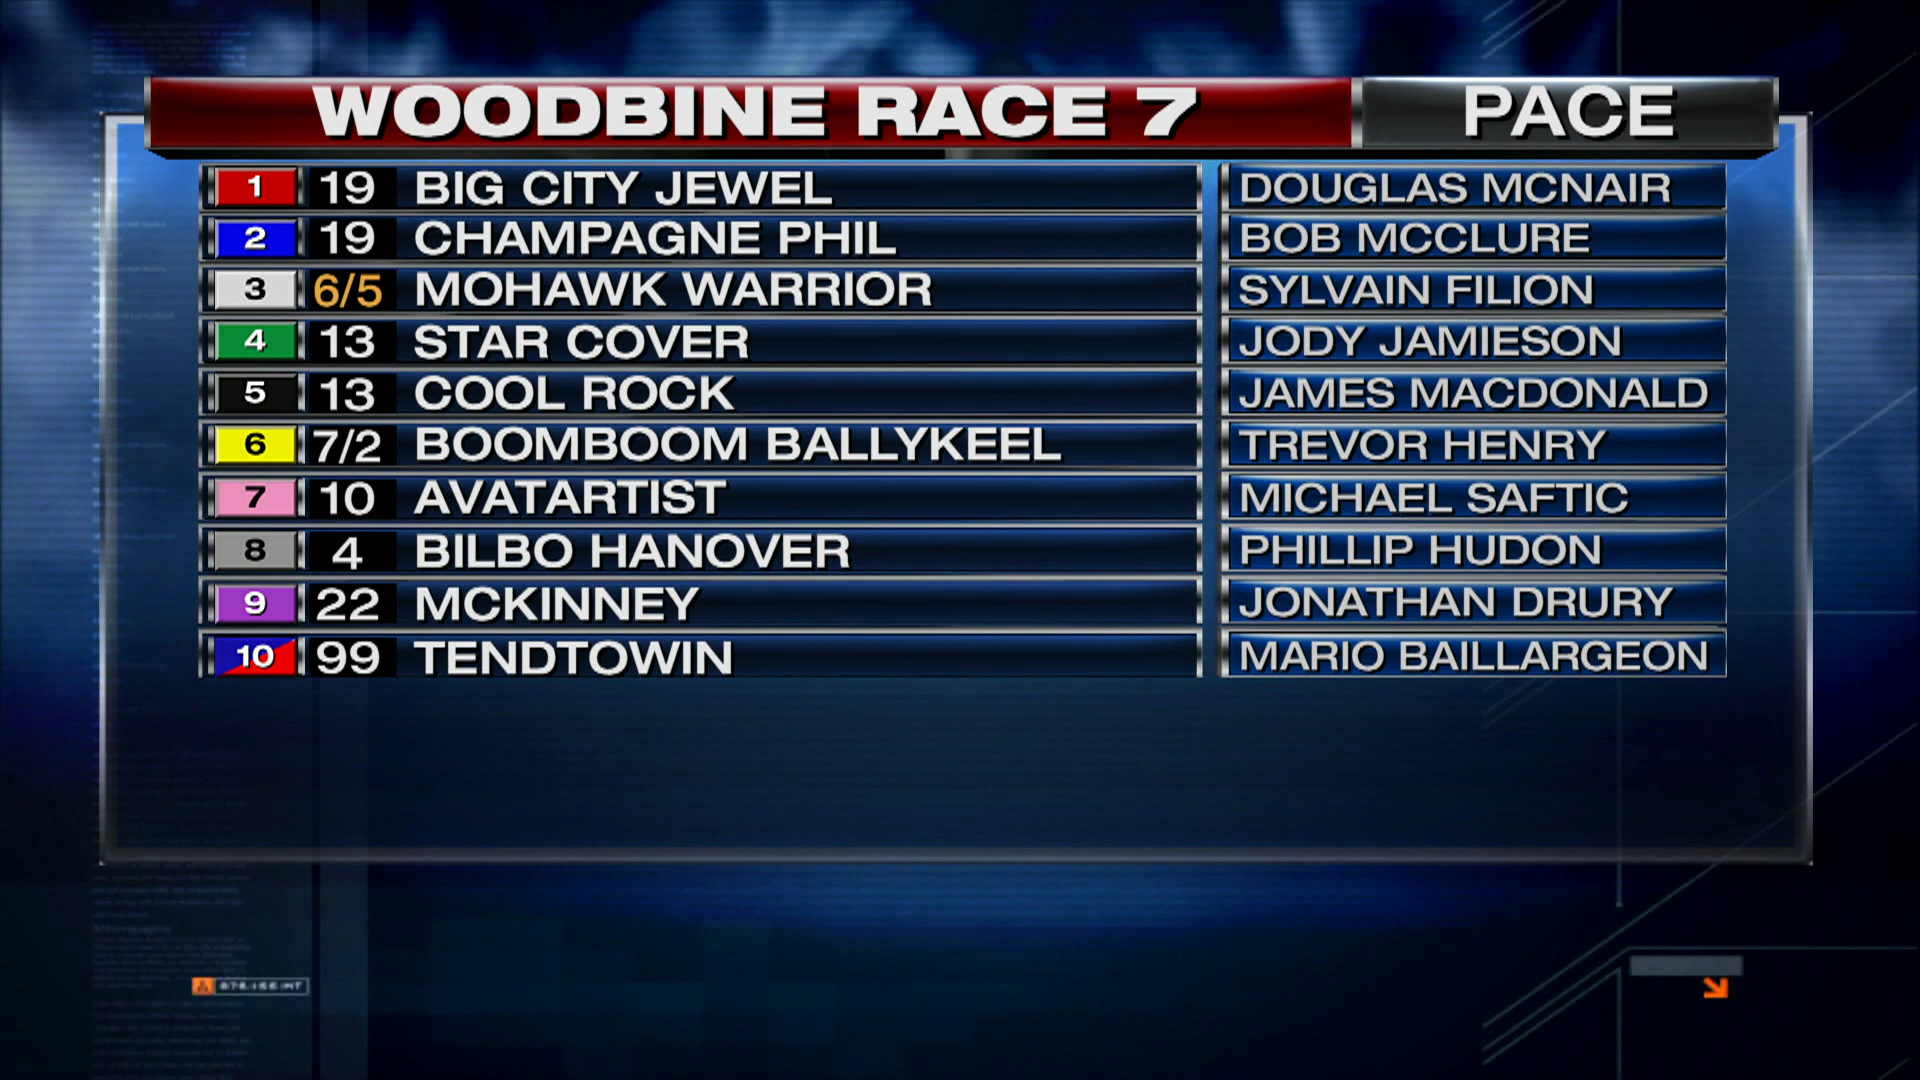 WOODBINE RACE 7 PACE
1 19 BIG CITY JEWEL DOUGLAS MCNAIR
2 19 CHAMPAGNE PHIL BOB MCCLURE
3 6/5 MOHAWK WARRIOR SYLVAIN FILION
4 13 STAR COVER JODY JAMIESON
5 13 COOL ROCK JAMES MACDONALD
6 7/2 BOOMBOOM BALLYKEEL TREVOR HENRY
7 10 AVATARTIST MICHAEL SAFTIC
8 4 BILBO HANOVER PHILLIP HUDON
9 22 MCKINNEY JONATHAN DRURY
10 99 TENDTOWIN MARIO BAILLARGEON